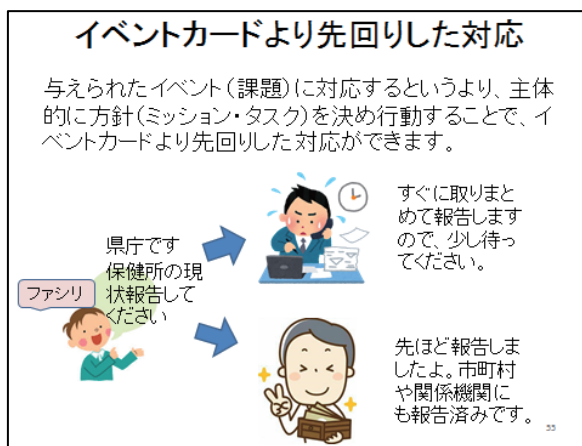 イベントカードより先回りした対応
与えられたイベント(課題)に対応するというより、主体
的に方針(ミッション・タスク)を決め行動することで、イ
ベントカードより先回りした対応ができます。
すぐに取りまと
めて報告します
ので、少し待っ
てください。
県庁です
保健所の現
状報告して
ください
ファシリ
先ほど報告しま
したよ。市町村
や関係機関に
も報告済みです。
55